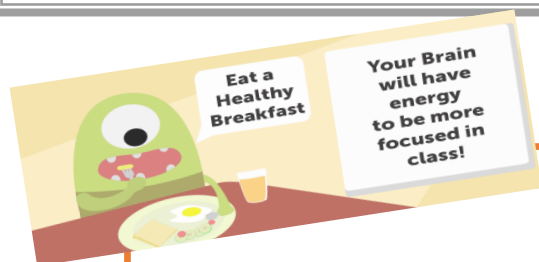 Eat a
Healthy
Breakfast
Your Brain
will have
energy
to be more
focused in
class!